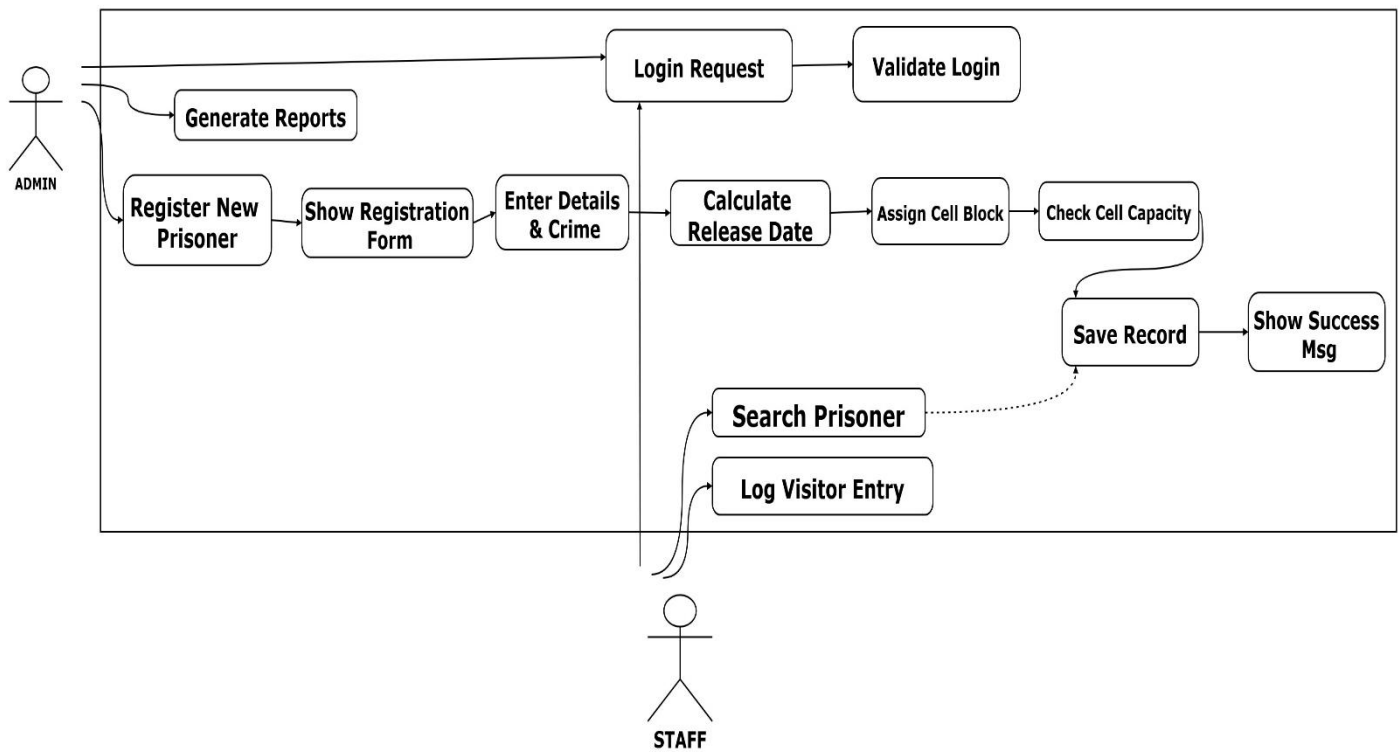 Login Request
Validate Login
Generate Reports
ADMIN
Register New
Prisoner
Show Registration
Form
Enter Details
& Crime
Calculate
Release Date
Assign Cell Block
Check Cell Capacity
Save Record
Show Success
Msg
Search Prisoner
Log Visitor Entry
STAFF